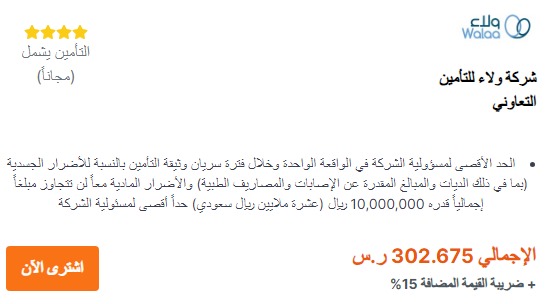 ولاء
Walaa
شركة ولاء للتأمين
التعاوني
التأمين يشمل
(مجاناً)
• الحد الأقصى لمسؤولية الشركة في الواقعة الواحدة وخلال فترة سريان وثيقة التأمين بالنسبة للأضرار الجسدية
(بما في ذلك الديات والمبالغ المقدرة عن الإصابات والمصاريف الطبية) والأضرار المادية معاً لن تتجاوز مبلغاً
إجمالياً قدره 10,000,000 ريال (عشرة ملايين ريال سعودي) حداً أقصى لمسئولية الشركة
الإجمالي 302.675 ر.س
+ ضريبة القيمة المضافة 15%
اشترى الآن